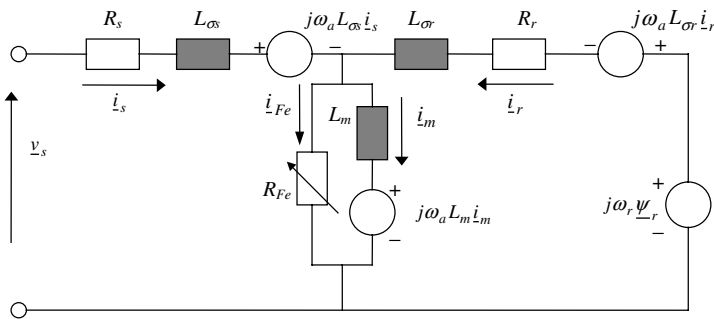 R_s
L_σs
jω_a L_σs i_s
L_σr
R_r
jω_a L_σr i_r
+
−
−
+
i_s
i_Fe
L_m
i_m
i_r
v_s
R_Fe
+
jω_a L_m i_m
−
+
jω_r ψ_r
−